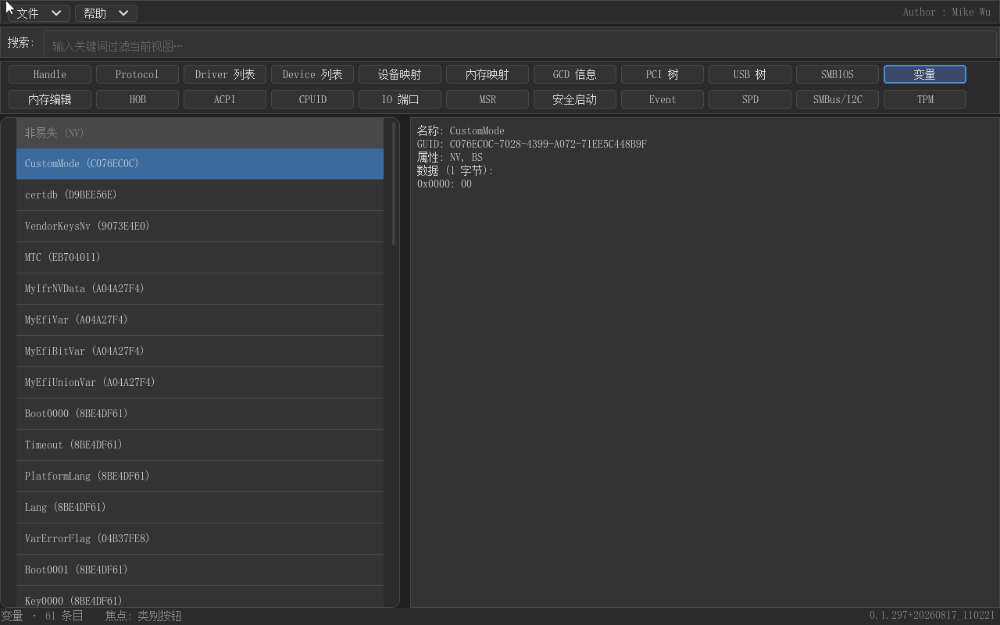 文件 帮助 Author : Mike Wu
搜索: 输入关键词过滤当前视图…
Handle Protocol Driver 列表 Device 列表 设备映射 内存映射 GCD 信息 PCI 树 USB 树 SMBIOS 变量
内存编辑 HOB ACPI CPUID IO 端口 MSR 安全启动 Event SPD SMBus/I2C TPM
非易失 (NV)
CustomMode (C076EC0C)
certdb (D9BEE56E)
VendorKeysNv (9073E4E0)
MTC (EB704011)
MyIfrNVData (A04A27F4)
MyEfiVar (A04A27F4)
MyEfiBitVar (A04A27F4)
MyEfiUnionVar (A04A27F4)
Boot0000 (8BE4DF61)
Timeout (8BE4DF61)
PlatformLang (8BE4DF61)
Lang (8BE4DF61)
VarErrorFlag (04B37FE8)
Boot0001 (8BE4DF61)
Key0000 (8BE4DF61)
名称: CustomMode
GUID: C076EC0C-7028-4399-A072-71EE5C448B9F
属性: NV, BS
数据 (1 字节):
0x0000: 00
变量 · 61 条目 焦点: 类别按钮 0.1.297+20260817_110221